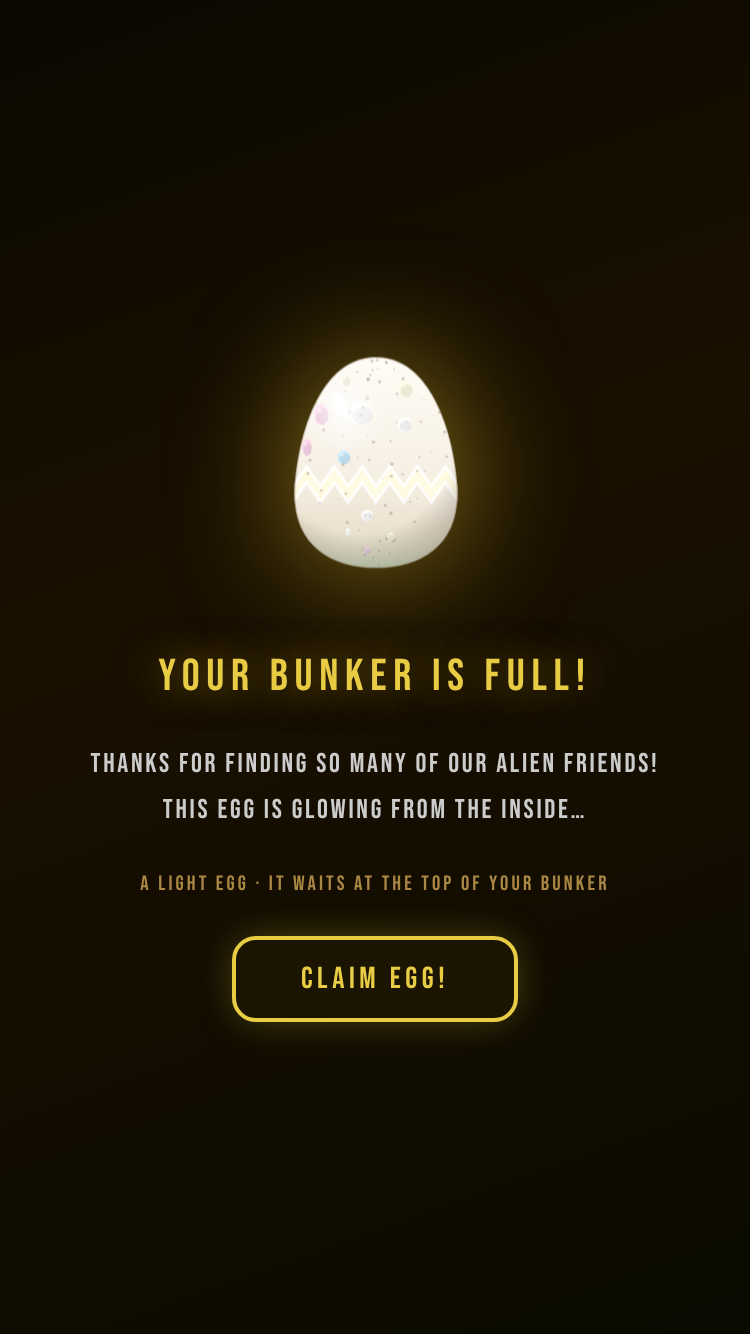 YOUR BUNKER IS FULL!
THANKS FOR FINDING SO MANY OF OUR ALIEN FRIENDS!
THIS EGG IS GLOWING FROM THE INSIDE…
A LIGHT EGG · IT WAITS AT THE TOP OF YOUR BUNKER
CLAIM EGG!